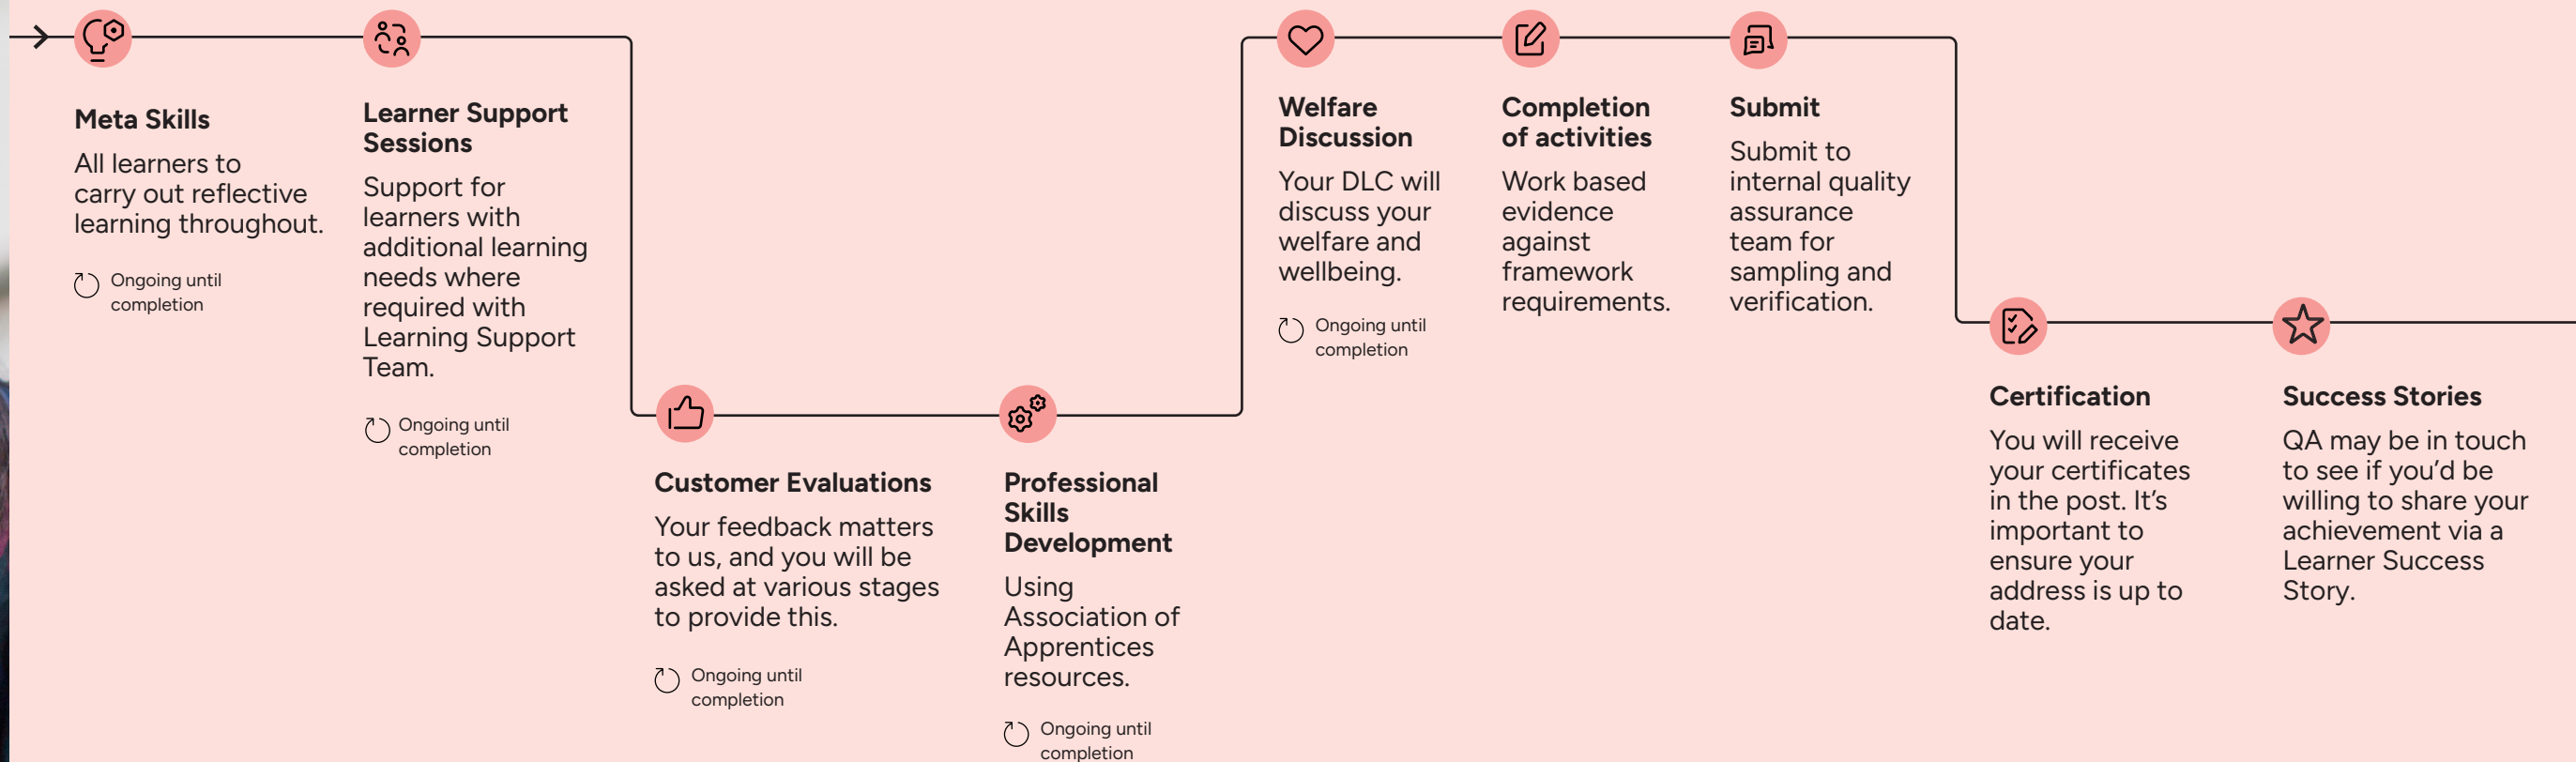 Meta Skills
All learners to
carry out reflective
learning throughout.
Ongoing until
completion
Learner Support
Sessions
Support for
learners with
additional learning
needs where
required with
Learning Support
Team.
Ongoing until
completion
Customer Evaluations
Your feedback matters
to us, and you will be
asked at various stages
to provide this.
Ongoing until
completion
Professional
Skills
Development
Using
Association of
Apprentices
resources.
Ongoing until
completion
Welfare
Discussion
Your DLC will
discuss your
welfare and
wellbeing.
Ongoing until
completion
Completion
of activities
Work based
evidence
against
framework
requirements.
Submit
Submit to
internal quality
assurance
team for
sampling and
verification.
Certification
You will receive
your certificates
in the post. It’s
important to
ensure your
address is up to
date.
Success Stories
QA may be in touch
to see if you’d be
willing to share your
achievement via a
Learner Success
Story.